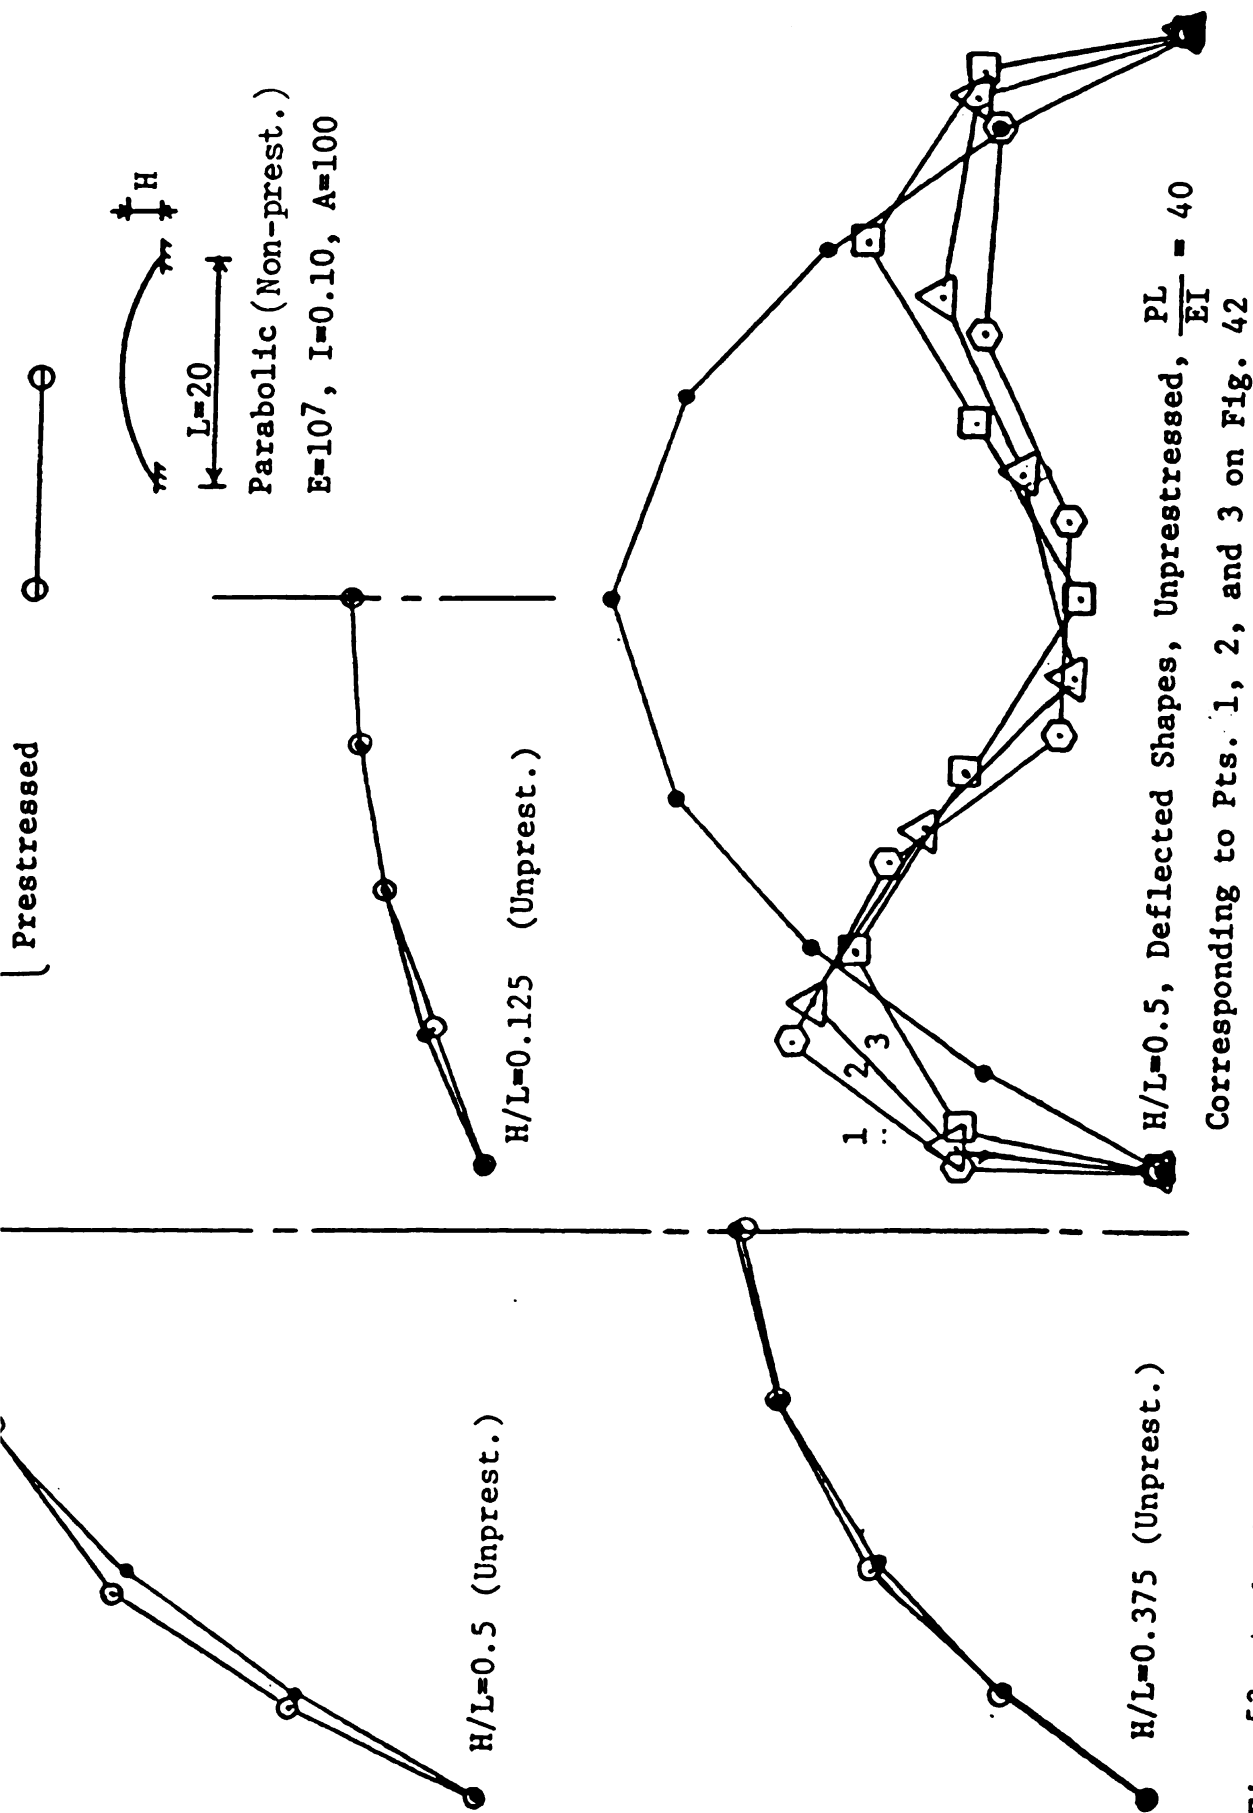 Prestressed
H
L=20
Parabolic (Non-prest.)
E=10⁷, I=0.10, A=100
H/L=0.5 (Unprest.)
H/L=0.125 (Unprest.)
H/L=0.375 (Unprest.)
1
2
3
H/L=0.5, Deflected Shapes, Unprestressed, PL/EI = 40
Corresponding to Pts. 1, 2, and 3 on Fig. 42